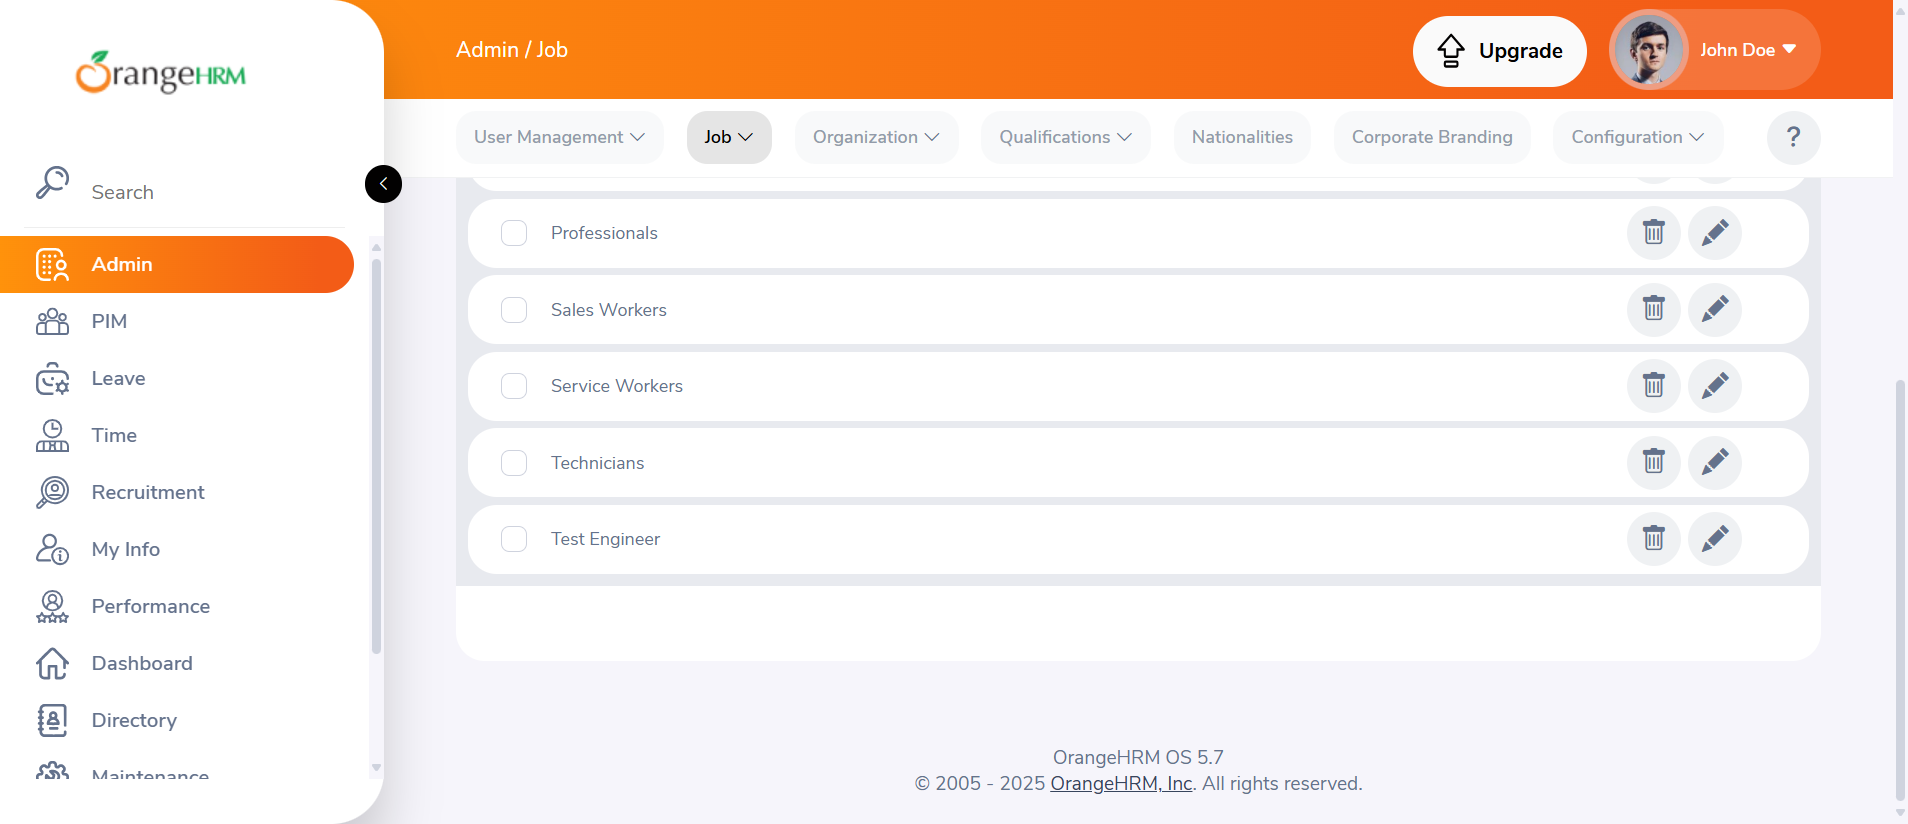 OrangeHRM
Admin / Job
Upgrade
John Doe
User Management
Job
Organization
Qualifications
Nationalities
Corporate Branding
Configuration
?
Search
Admin
PIM
Leave
Time
Recruitment
My Info
Performance
Dashboard
Directory
Maintenance
Professionals
Sales Workers
Service Workers
Technicians
Test Engineer
OrangeHRM OS 5.7
© 2005 - 2025 OrangeHRM, Inc. All rights reserved.